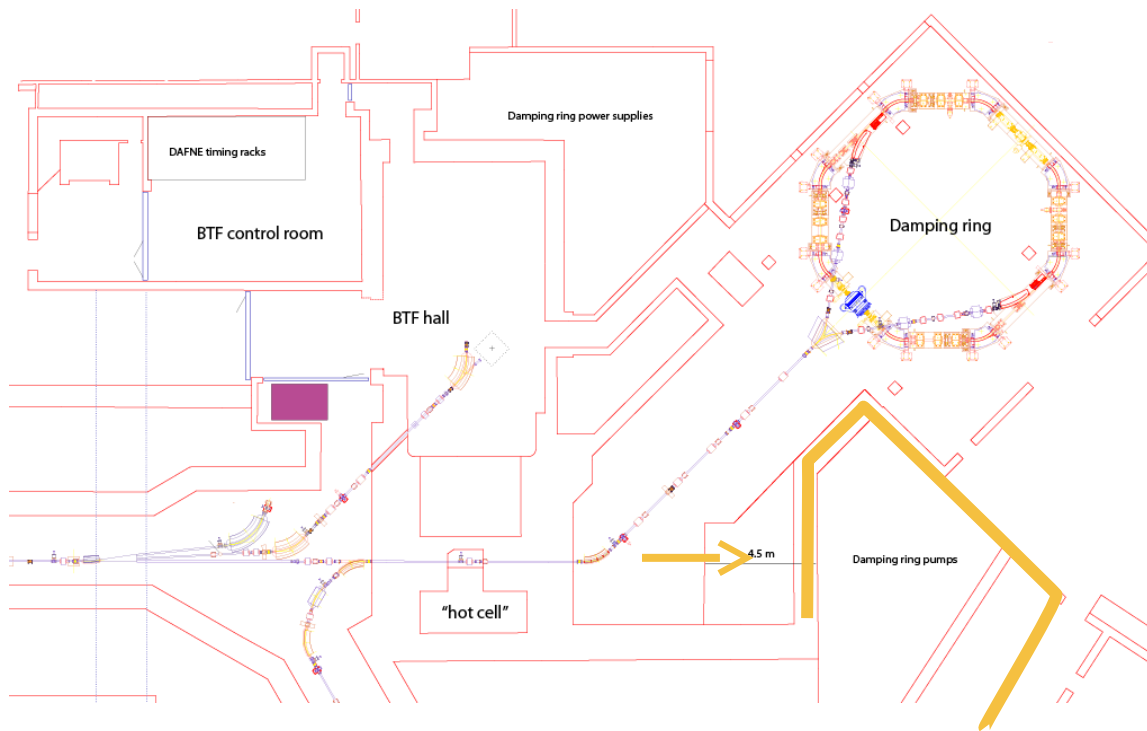 Damping ring power supplies
DAFNE timing racks
BTF control room
Damping ring
BTF hall
4.5 m
Damping ring pumps
“hot cell”